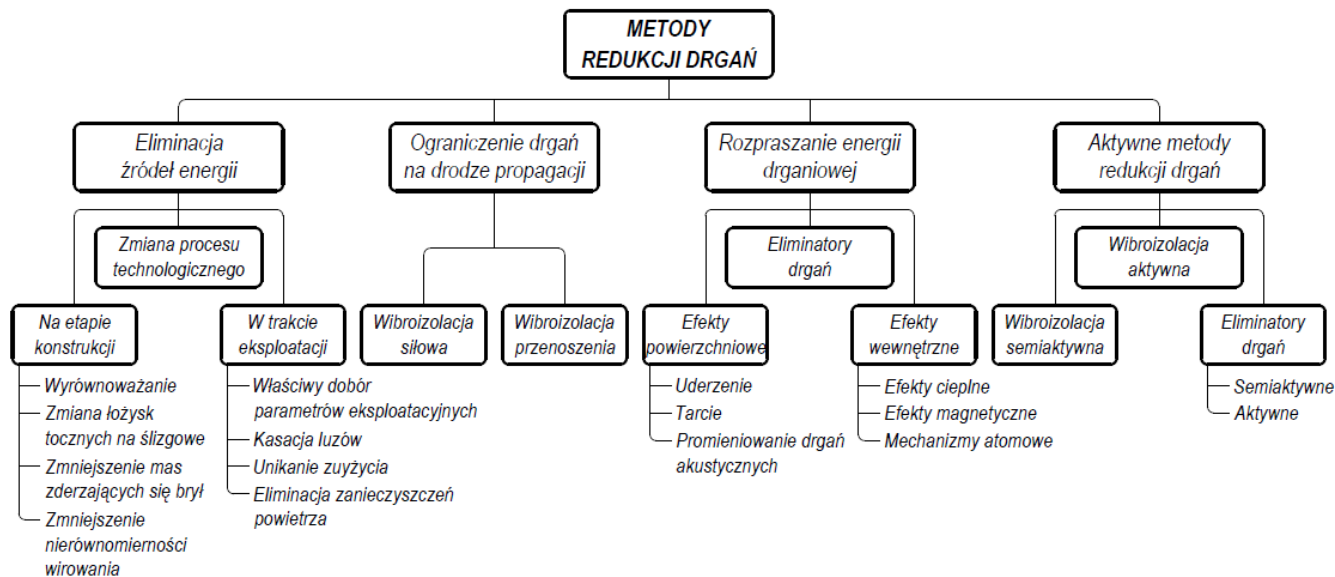 METODY
REDUKCJI DRGAŃ
Eliminacja
źródeł energii
Ograniczenie drgań
na drodze propagacji
Rozpraszanie energii
drganiowej
Aktywne metody
redukcji drgań
Zmiana procesu
technologicznego
Eliminatory
drgań
Wibroizolacja
aktywna
Na etapie
konstrukcji
W trakcie
eksploatacji
Wibroizolacja
siłowa
Wibroizolacja
przenoszenia
Efekty
powierzchniowe
Efekty
wewnętrzne
Wibroizolacja
semiaktywna
Eliminatory
drgań
Wyrównoważanie
Zmiana łożysk
tocznych na ślizgowe
Zmniejszenie mas
zderzających się brył
Zmniejszenie
nierównomierności
wirowania
Właściwy dobór
parametrów eksploatacyjnych
Kasacja luzów
Unikanie zuyżycia
Eliminacja zanieczyszczeń
powietrza
Uderzenie
Tarcie
Promieniowanie drgań
akustycznych
Efekty cieplne
Efekty magnetyczne
Mechanizmy atomowe
Semiaktywne
Aktywne